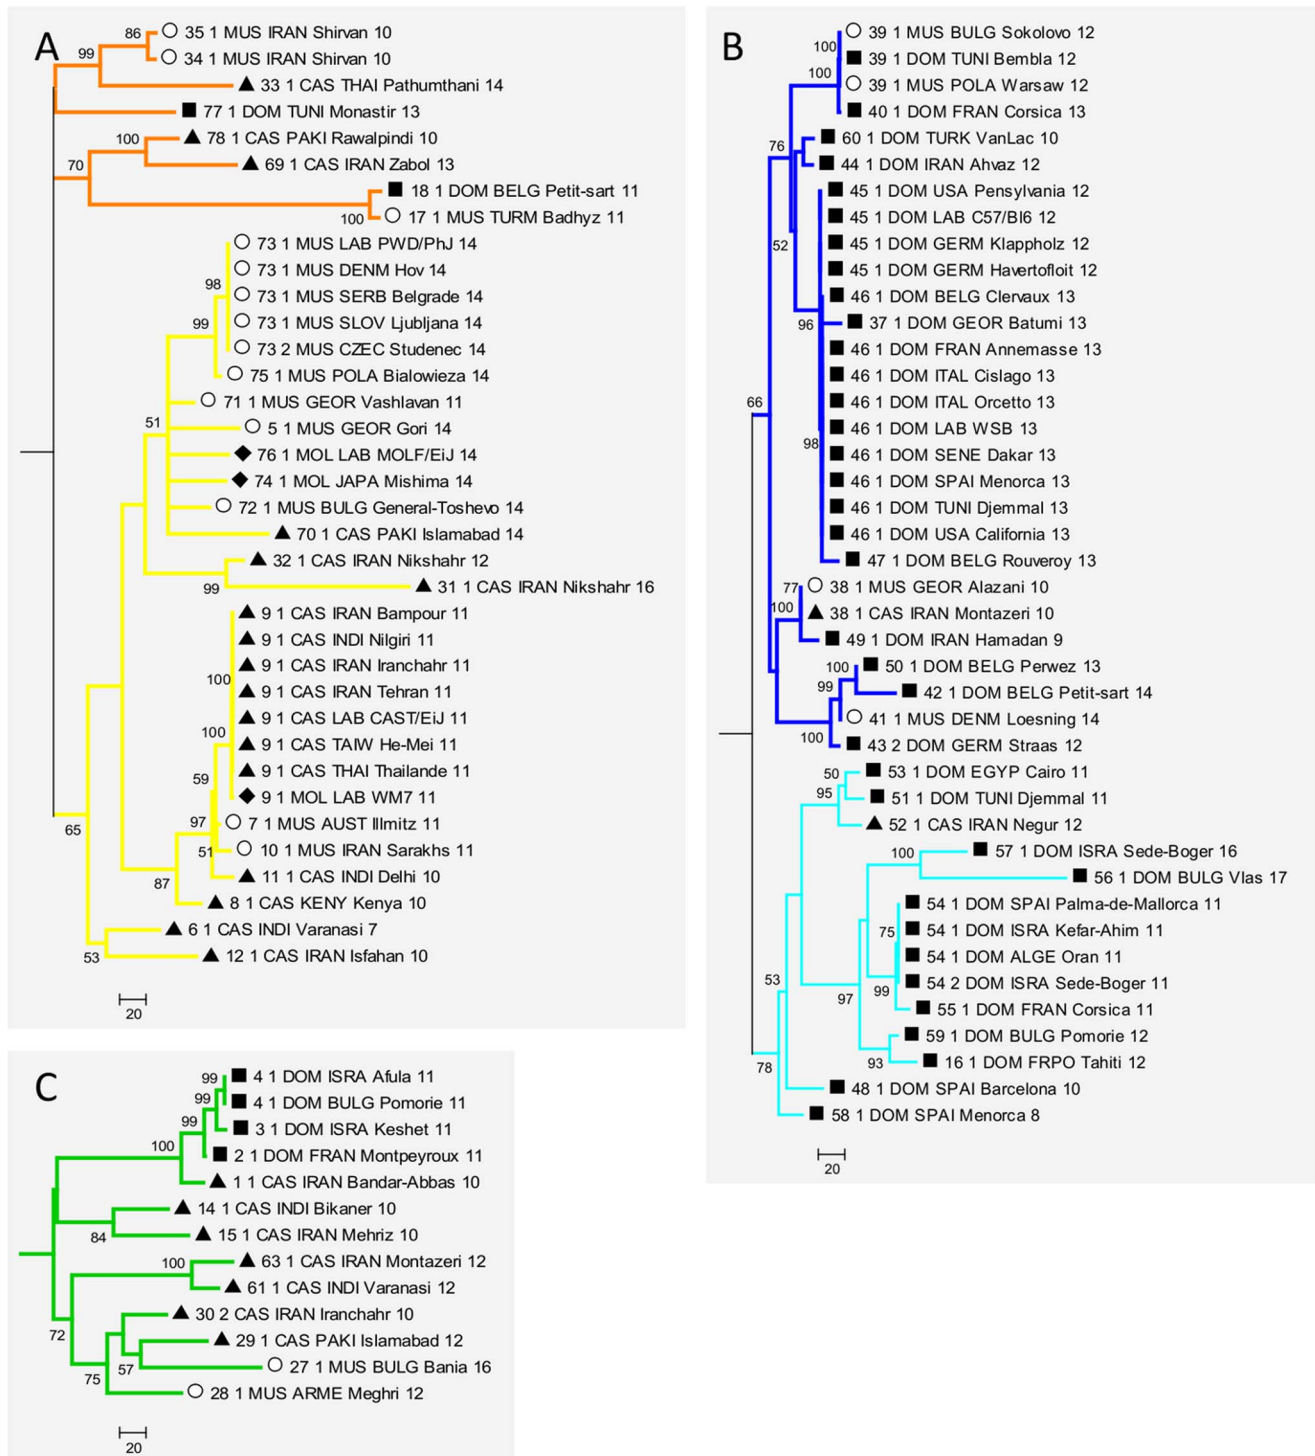 A
86
35 1 MUS IRAN Shirvan 10
99
34 1 MUS IRAN Shirvan 10
33 1 CAS THAI Pathumthani 14
77 1 DOM TUNI Monastir 13
100
78 1 CAS PAKI Rawalpindi 10
70
69 1 CAS IRAN Zabol 13
18 1 DOM BELG Petit-sart 11
100
17 1 MUS TURM Badhyz 11
73 1 MUS LAB PWD/PhJ 14
73 1 MUS DENM Hov 14
98
73 1 MUS SERB Belgrade 14
99
73 1 MUS SLOV Ljubljana 14
73 2 MUS CZEC Studenec 14
75 1 MUS POLA Bialowieza 14
71 1 MUS GEOR Vashlavan 11
51
5 1 MUS GEOR Gori 14
76 1 MOL LAB MOLF/EiJ 14
74 1 MOL JAPA Mishima 14
72 1 MUS BULG General-Toshevo 14
70 1 CAS PAKI Islamabad 14
32 1 CAS IRAN Nikshahr 12
99
31 1 CAS IRAN Nikshahr 16
9 1 CAS IRAN Bampour 11
9 1 CAS INDI Nilgiri 11
9 1 CAS IRAN Iranchahr 11
100
9 1 CAS IRAN Tehran 11
9 1 CAS LAB CAST/EiJ 11
100
9 1 CAS TAIW He-Mei 11
59
9 1 CAS THAI Thailande 11
9 1 MOL LAB WM7 11
97
7 1 MUS AUST Illmitz 11
65
51
10 1 MUS IRAN Sarakhs 11
87
11 1 CAS INDI Delhi 10
8 1 CAS KENY Kenya 10
6 1 CAS INDI Varanasi 7
53
12 1 CAS IRAN Isfahan 10
20
B
39 1 MUS BULG Sokolovo 12
100
39 1 DOM TUNI Bembla 12
100
39 1 MUS POLA Warsaw 12
40 1 DOM FRAN Corsica 13
60 1 DOM TURK VanLac 10
76
44 1 DOM IRAN Ahvaz 12
45 1 DOM USA Pensylvania 12
45 1 DOM LAB C57/Bl6 12
45 1 DOM GERM Klappholz 12
52
45 1 DOM GERM Havertofloit 12
46 1 DOM BELG Clervaux 13
96
37 1 DOM GEOR Batumi 13
46 1 DOM FRAN Annemasse 13
46 1 DOM ITAL Cislago 13
66
46 1 DOM ITAL Orcetto 13
46 1 DOM LAB WSB 13
98
46 1 DOM SENE Dakar 13
46 1 DOM SPAI Menorca 13
46 1 DOM TUNI Djemmal 13
46 1 DOM USA California 13
47 1 DOM BELG Rouveroy 13
77
38 1 MUS GEOR Alazani 10
100
38 1 CAS IRAN Montazeri 10
49 1 DOM IRAN Hamadan 9
100
50 1 DOM BELG Perwez 13
99
42 1 DOM BELG Petit-sart 14
41 1 MUS DENM Loesning 14
100
43 2 DOM GERM Straas 12
50
53 1 DOM EGYP Cairo 11
95
51 1 DOM TUNI Djemmal 11
52 1 CAS IRAN Negur 12
100
57 1 DOM ISRA Sede-Boger 16
56 1 DOM BULG Vlas 17
54 1 DOM SPAI Palma-de-Mallorca 11
75
54 1 DOM ISRA Kefar-Ahim 11
54 1 DOM ALGE Oran 11
53
99
54 2 DOM ISRA Sede-Boger 11
97
55 1 DOM FRAN Corsica 11
59 1 DOM BULG Pomorie 12
93
16 1 DOM FRPO Tahiti 12
78
48 1 DOM SPAI Barcelona 10
58 1 DOM SPAI Menorca 8
20
C
99
4 1 DOM ISRA Afula 11
99
4 1 DOM BULG Pomorie 11
99
3 1 DOM ISRA Keshet 11
100
2 1 DOM FRAN Montpeyroux 11
1 1 CAS IRAN Bandar-Abbas 10
14 1 CAS INDI Bikaner 10
84
15 1 CAS IRAN Mehriz 10
100
63 1 CAS IRAN Montazeri 12
61 1 CAS INDI Varanasi 12
72
30 2 CAS IRAN Iranchahr 10
29 1 CAS PAKI Islamabad 12
57
27 1 MUS BULG Bania 16
75
28 1 MUS ARME Meghri 12
20